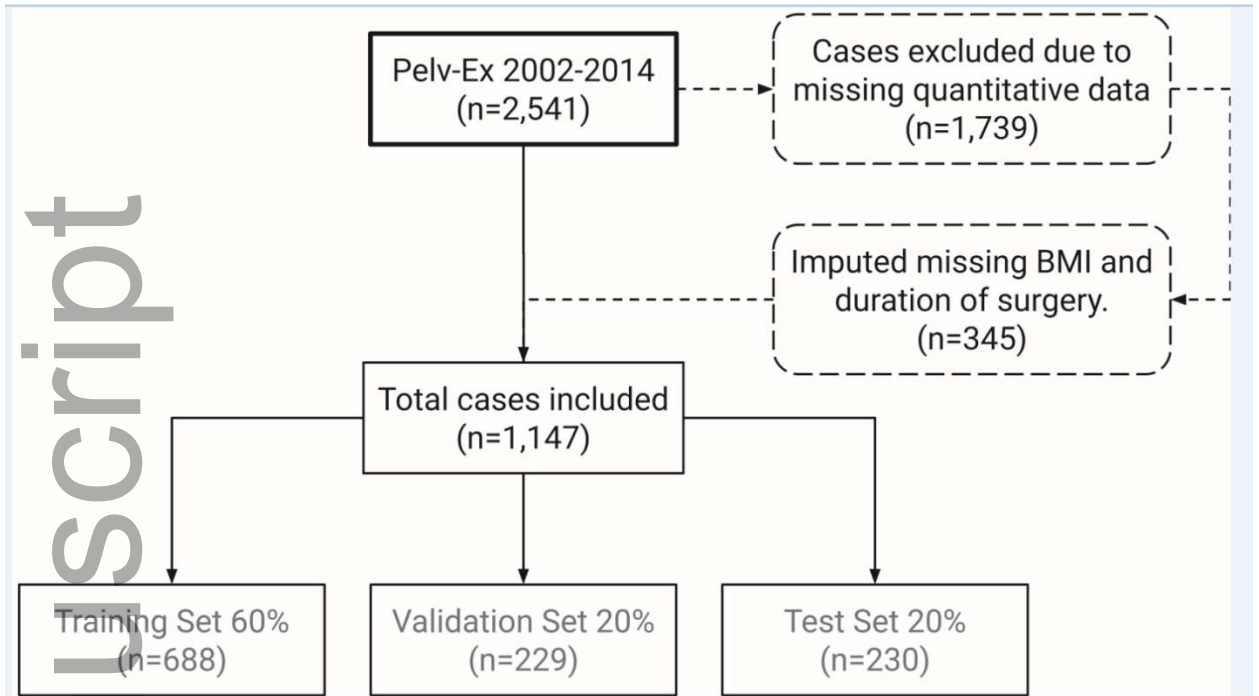 Pelv-Ex 2002-2014
(n=2,541)
Cases excluded due to
missing quantitative data
(n=1,739)
Imputed missing BMI and
duration of surgery.
(n=345)
Total cases included
(n=1,147)
Training Set 60%
(n=688)
Validation Set 20%
(n=229)
Test Set 20%
(n=230)
uscript